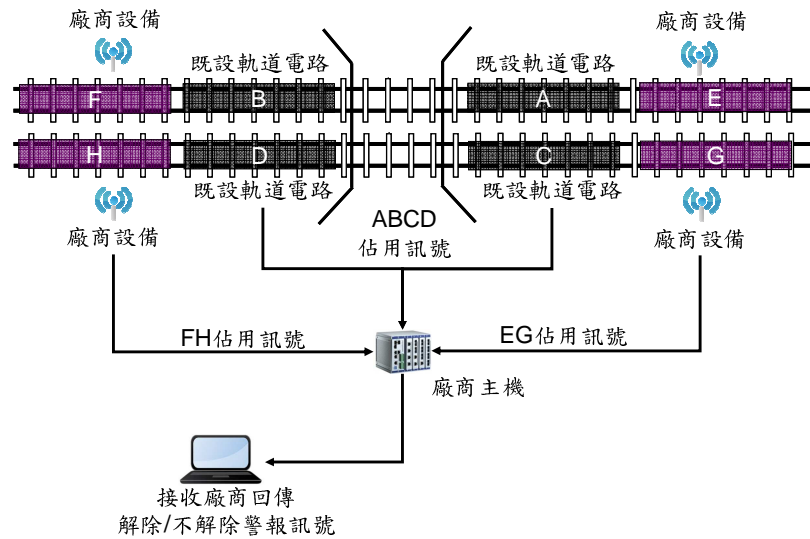 廠商設備
廠商設備
既設軌道電路
既設軌道電路
F
B
A
E
H
D
C
G
既設軌道電路
既設軌道電路
廠商設備
廠商設備
ABCD
佔用訊號
FH佔用訊號
EG佔用訊號
廠商主機
接收廠商回傳
解除/不解除警報訊號